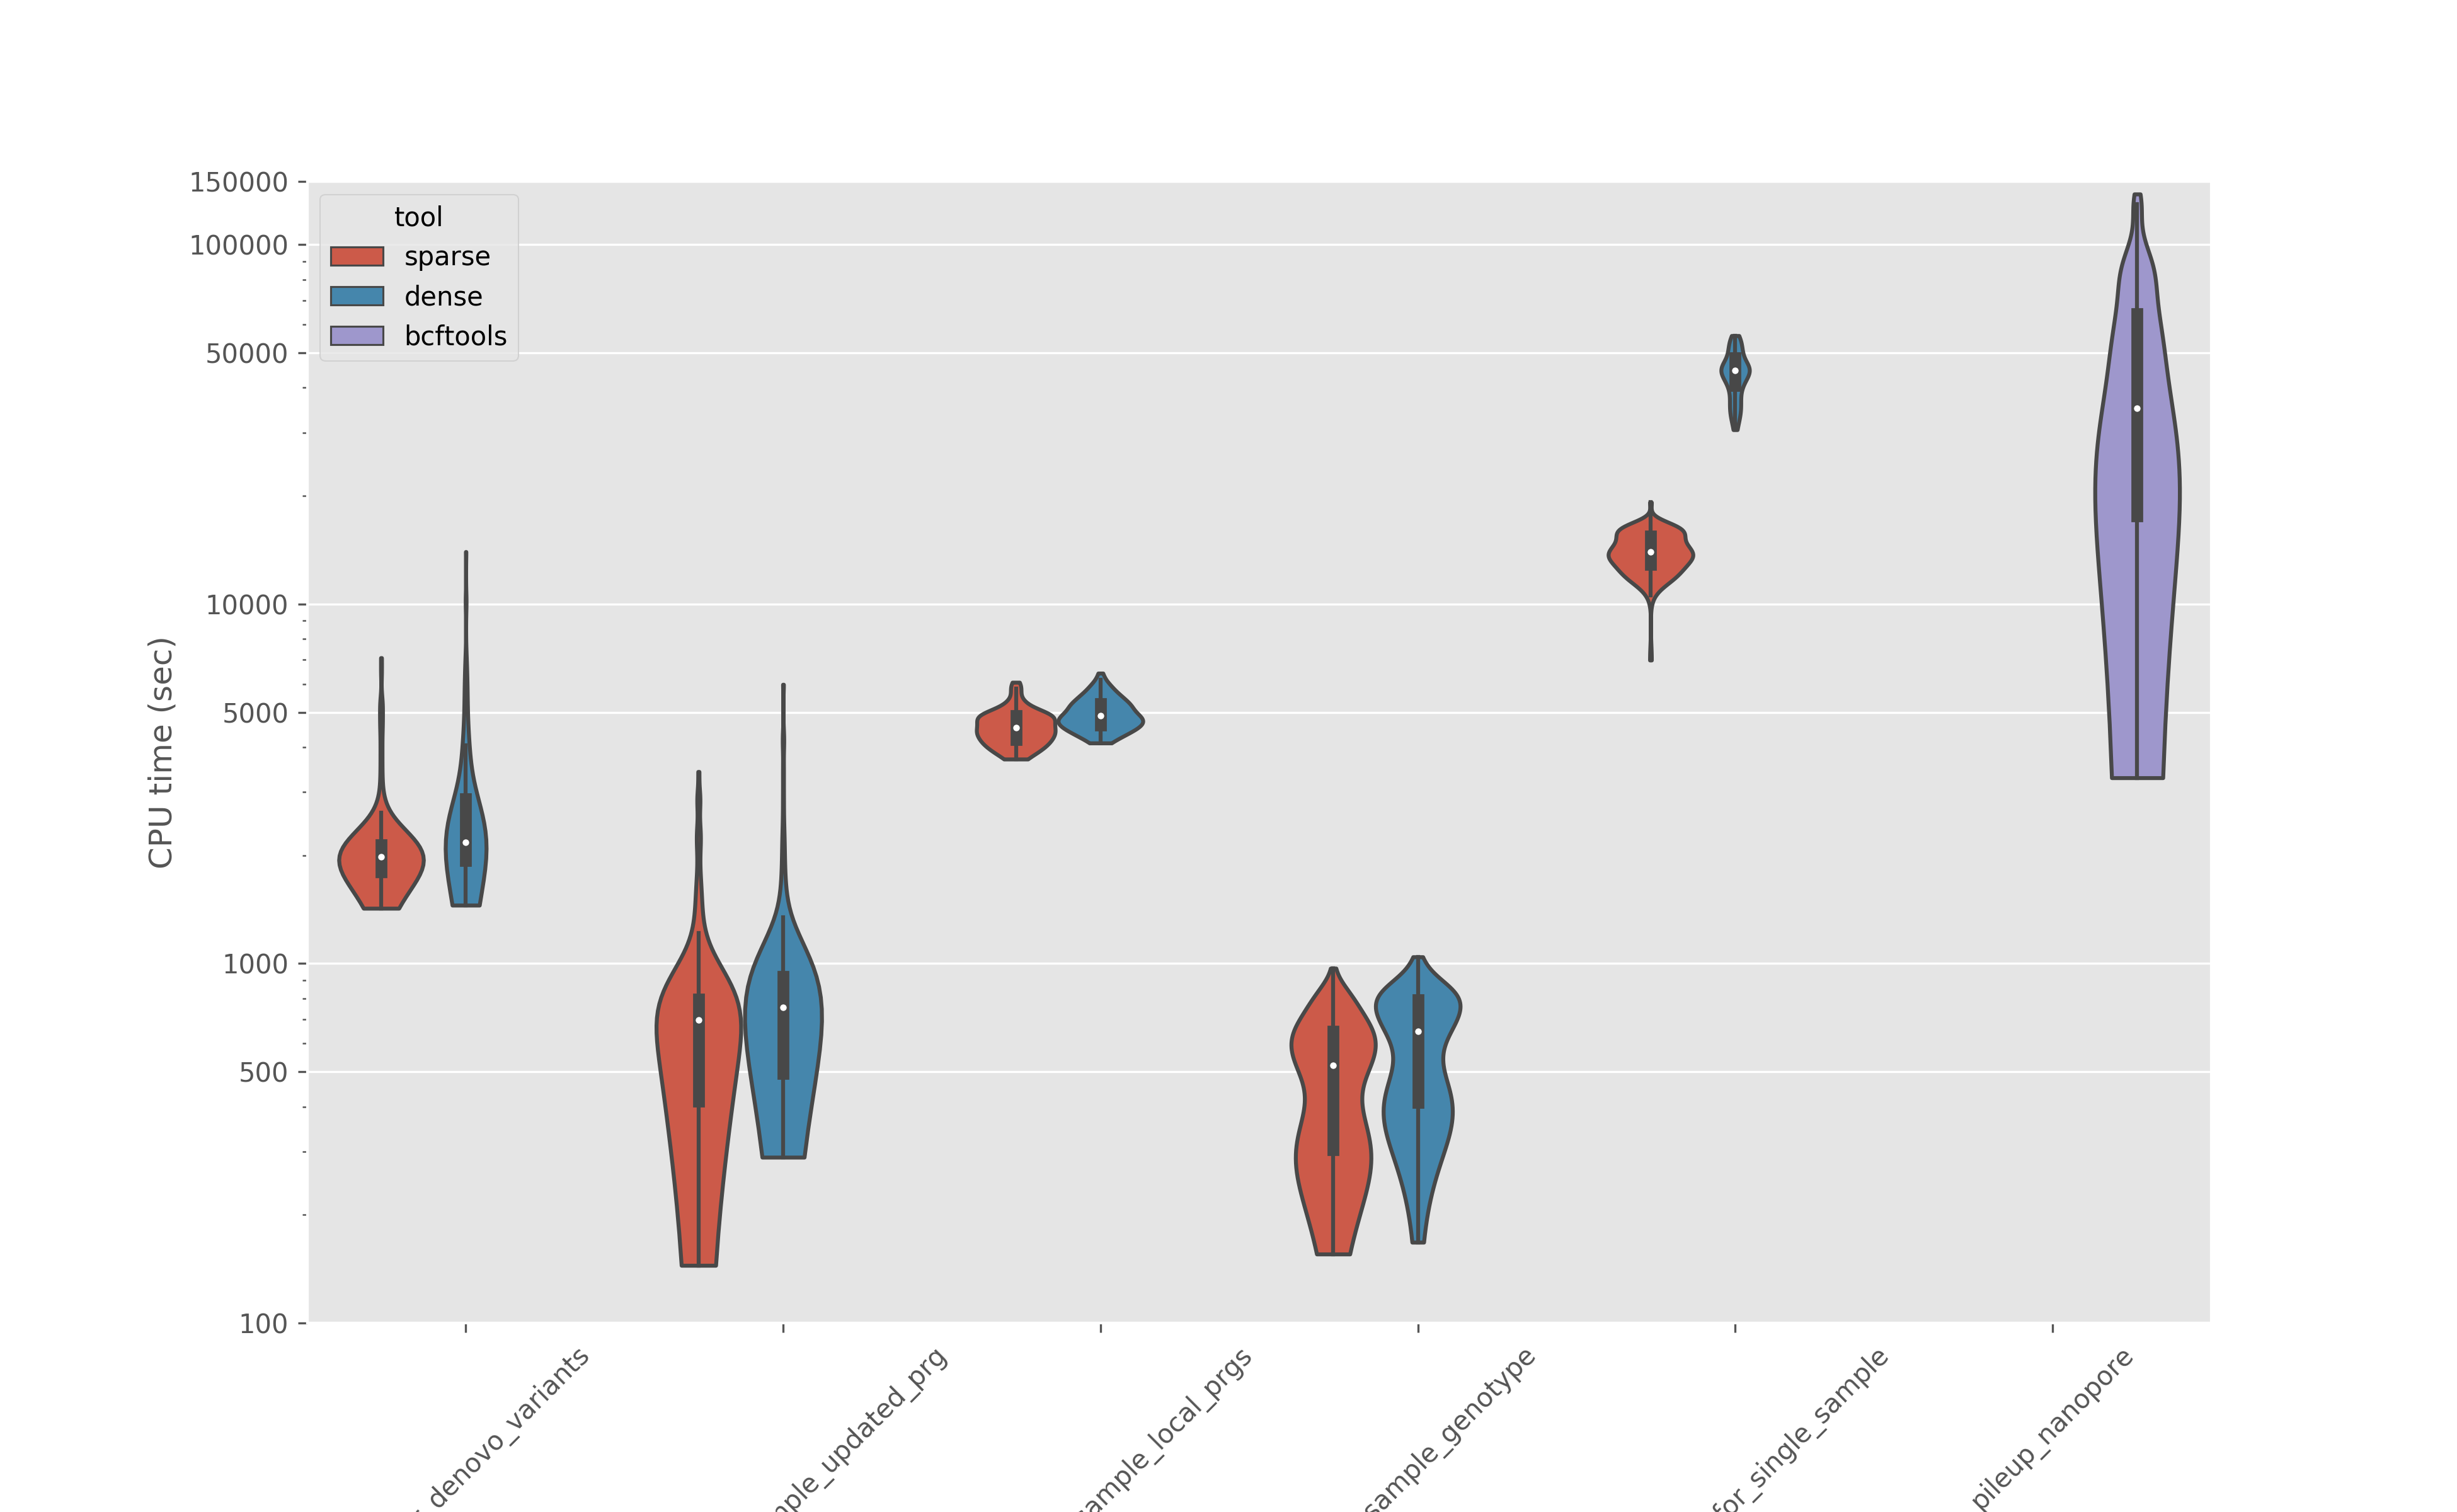 150000
100000
50000
10000
5000
1000
500
100
CPU time (sec)
tool
sparse
dense
bcftools
denovo_variants
mple_updated_prg
ample_local_prgs
sample_genotype
for_single_sample
pileup_nanopore